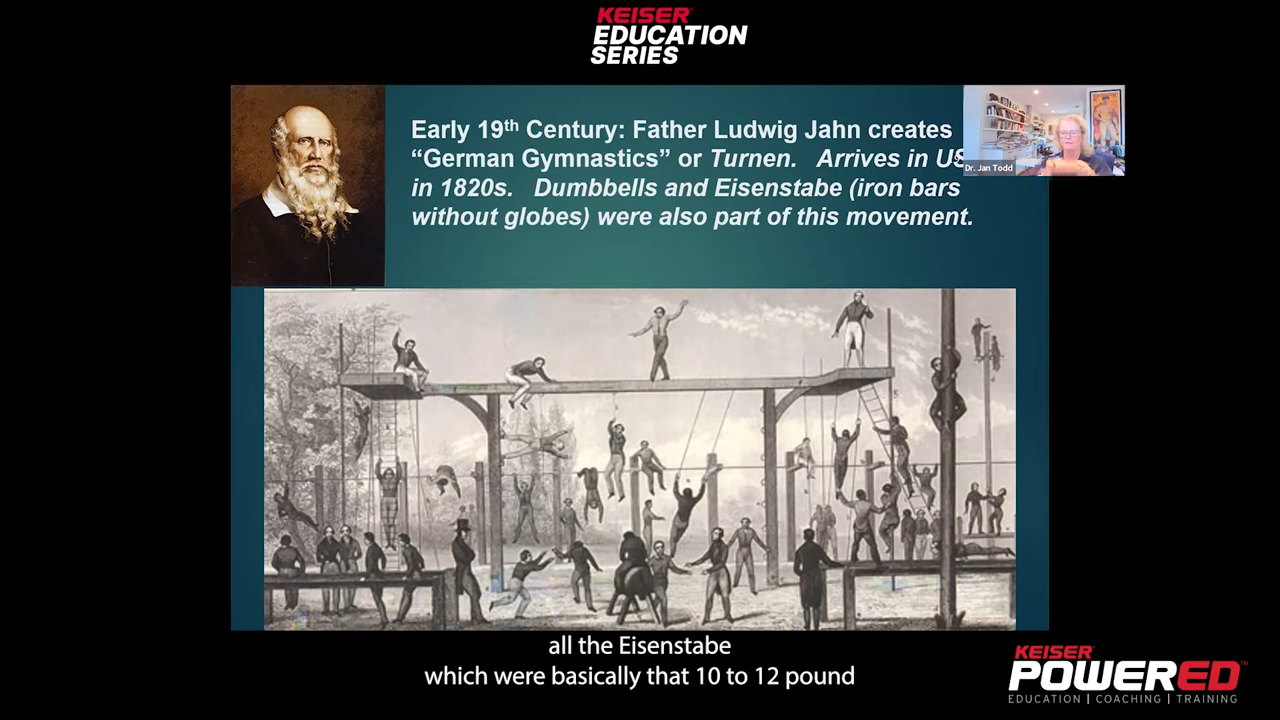 KEISER®
EDUCATION
SERIES
Early 19th Century: Father Ludwig Jahn creates
“German Gymnastics” or Turnen. Arrives in US
in 1820s. Dumbbells and Eisenstabe (iron bars
without globes) were also part of this movement.
Dr. Jan Todd
all the Eisenstabe
which were basically that 10 to 12 pound
KEISER®
POWERED™
EDUCATION | COACHING | TRAINING